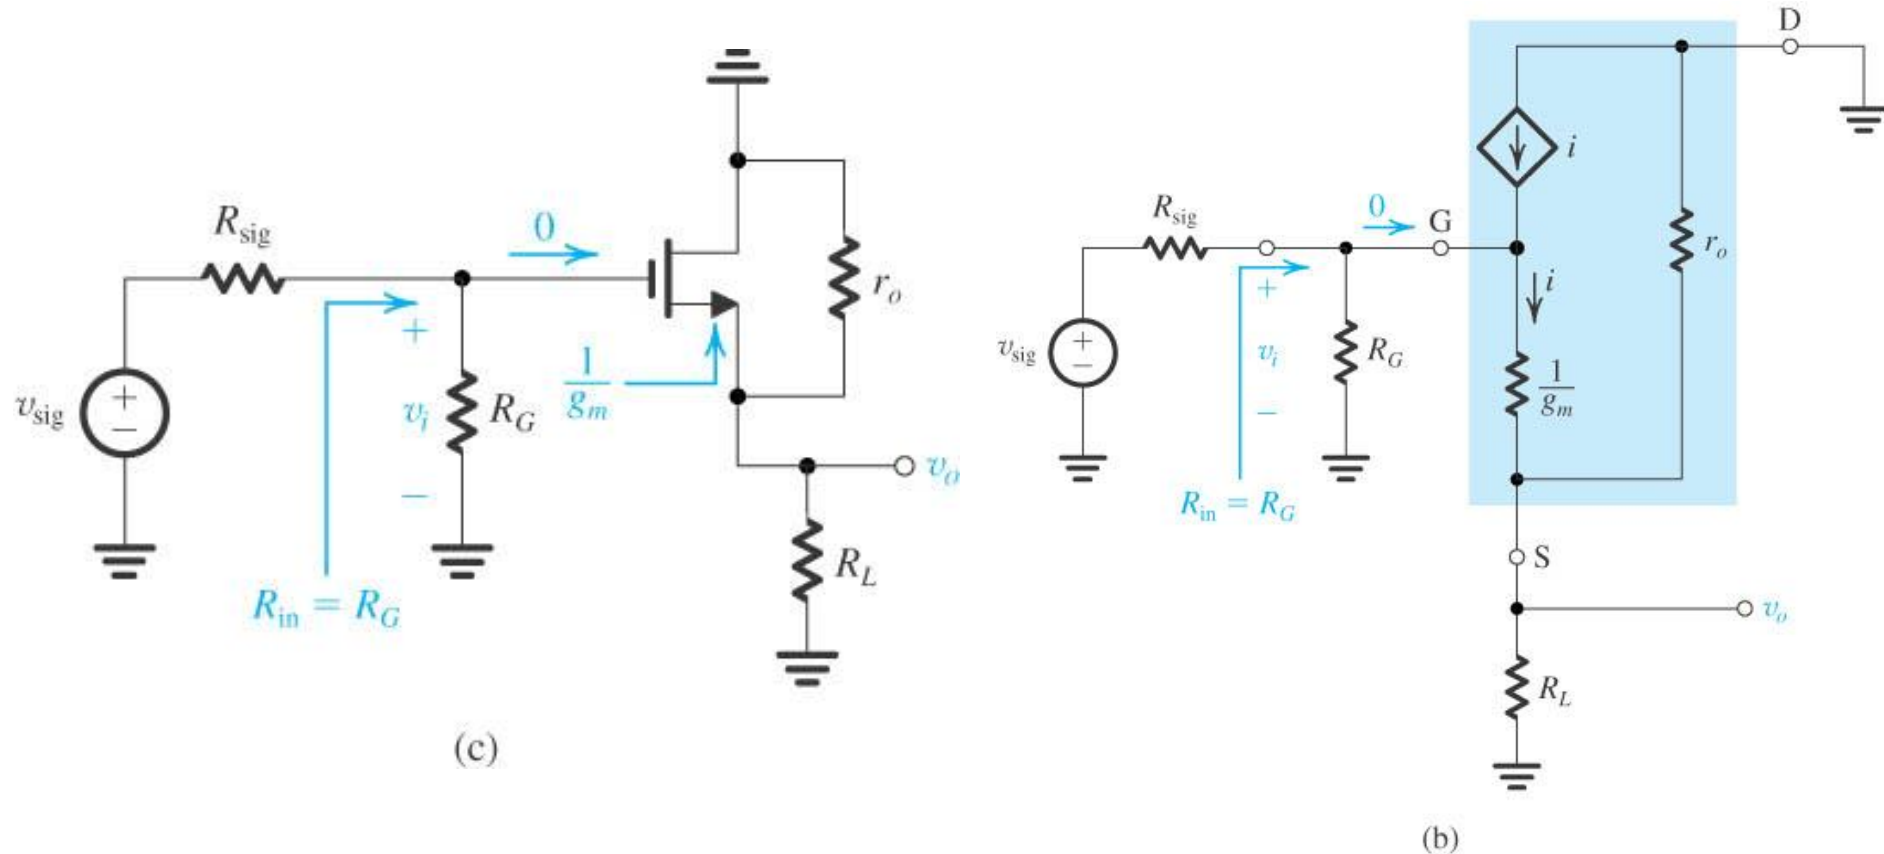 R_sig
0
r_o
v_sig
+
−
+
v_i
−
R_G
1/g_m
v_o
R_in = R_G
R_L
(c)
D
i
R_sig
0
G
r_o
i
v_sig
+
−
+
v_i
−
R_G
1/g_m
R_in = R_G
S
v_o
R_L
(b)